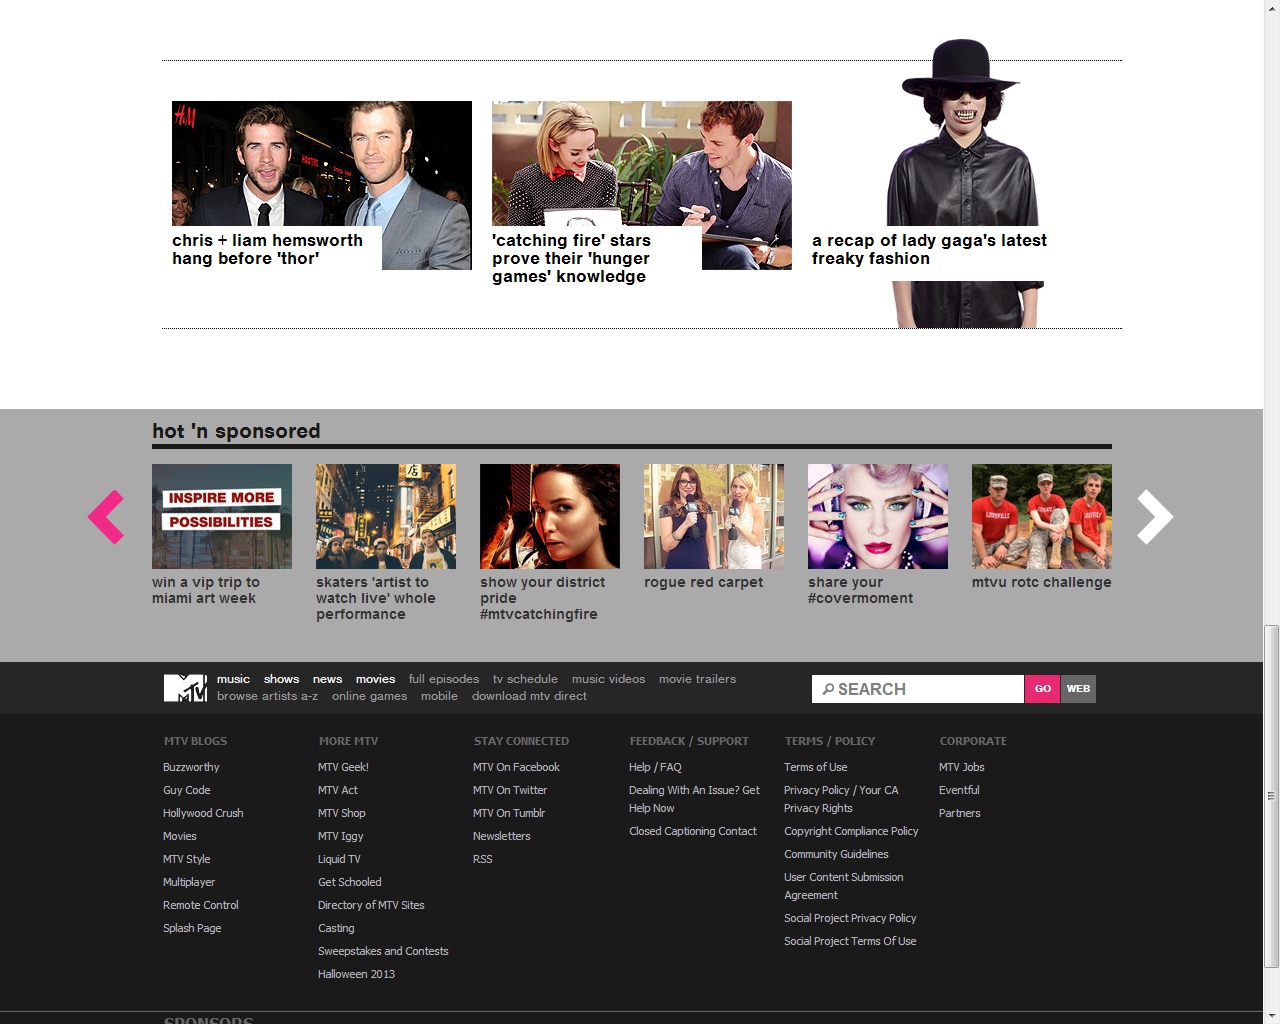 H&M
HOOTERS
chris + liam hemsworth
hang before 'thor'
'catching fire' stars
prove their 'hunger
games' knowledge
a recap of lady gaga's latest
freaky fashion
hot 'n sponsored
INSPIRE MORE
POSSIBILITIES
店
LOUISVILLE
win a vip trip to
miami art week
skaters 'artist to
watch live' whole
performance
show your district
pride
#mtvcatchingfire
rogue red carpet
share your
#covermoment
mtvu rotc challenge
MTV
music shows news movies full episodes tv schedule music videos movie trailers
browse artists a-z online games mobile download mtv direct
SEARCH GO WEB
MTV BLOGS
Buzzworthy
Guy Code
Hollywood Crush
Movies
MTV Style
Multiplayer
Remote Control
Splash Page
MORE MTV
MTV Geek!
MTV Act
MTV Shop
MTV Iggy
Liquid TV
Get Schooled
Directory of MTV Sites
Casting
Sweepstakes and Contests
Halloween 2013
STAY CONNECTED
MTV On Facebook
MTV On Twitter
MTV On Tumblr
Newsletters
RSS
FEEDBACK / SUPPORT
Help / FAQ
Dealing With An Issue? Get
Help Now
Closed Captioning Contact
TERMS / POLICY
Terms of Use
Privacy Policy / Your CA
Privacy Rights
Copyright Compliance Policy
Community Guidelines
User Content Submission
Agreement
Social Project Privacy Policy
Social Project Terms Of Use
CORPORATE
MTV Jobs
Eventful
Partners
SPONSORS